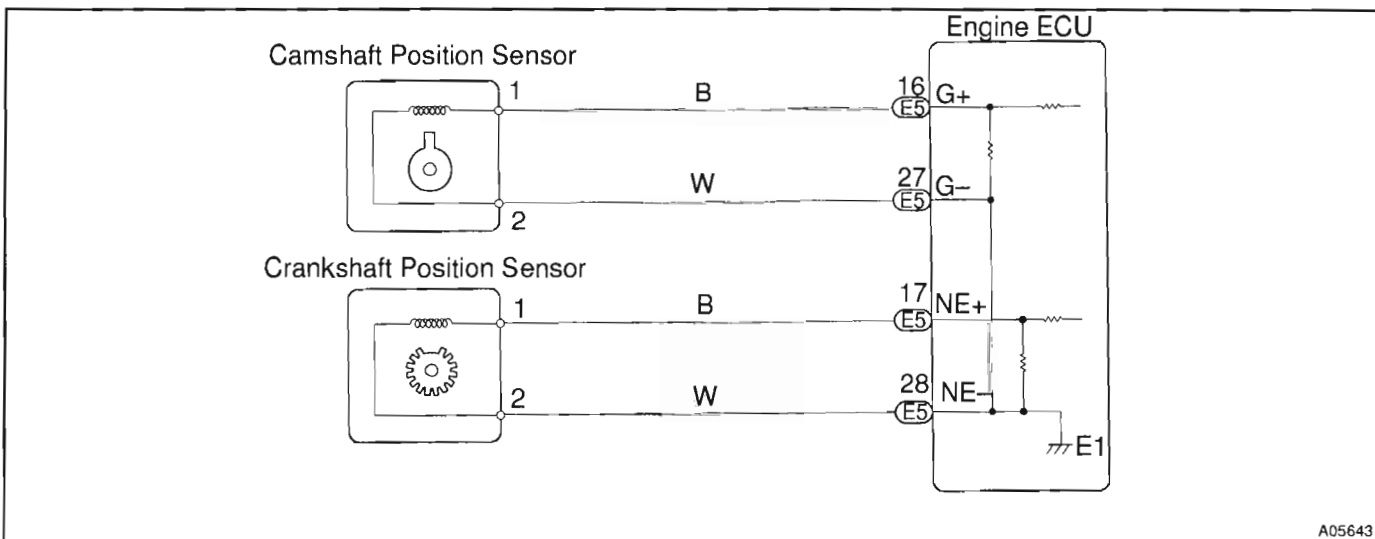 Engine ECU
Camshaft Position Sensor
1
B
16
E5
G+
2
W
27
E5
G−
Crankshaft Position Sensor
1
B
17
E5
NE+
2
W
28
E5
NE−
E1
A05643